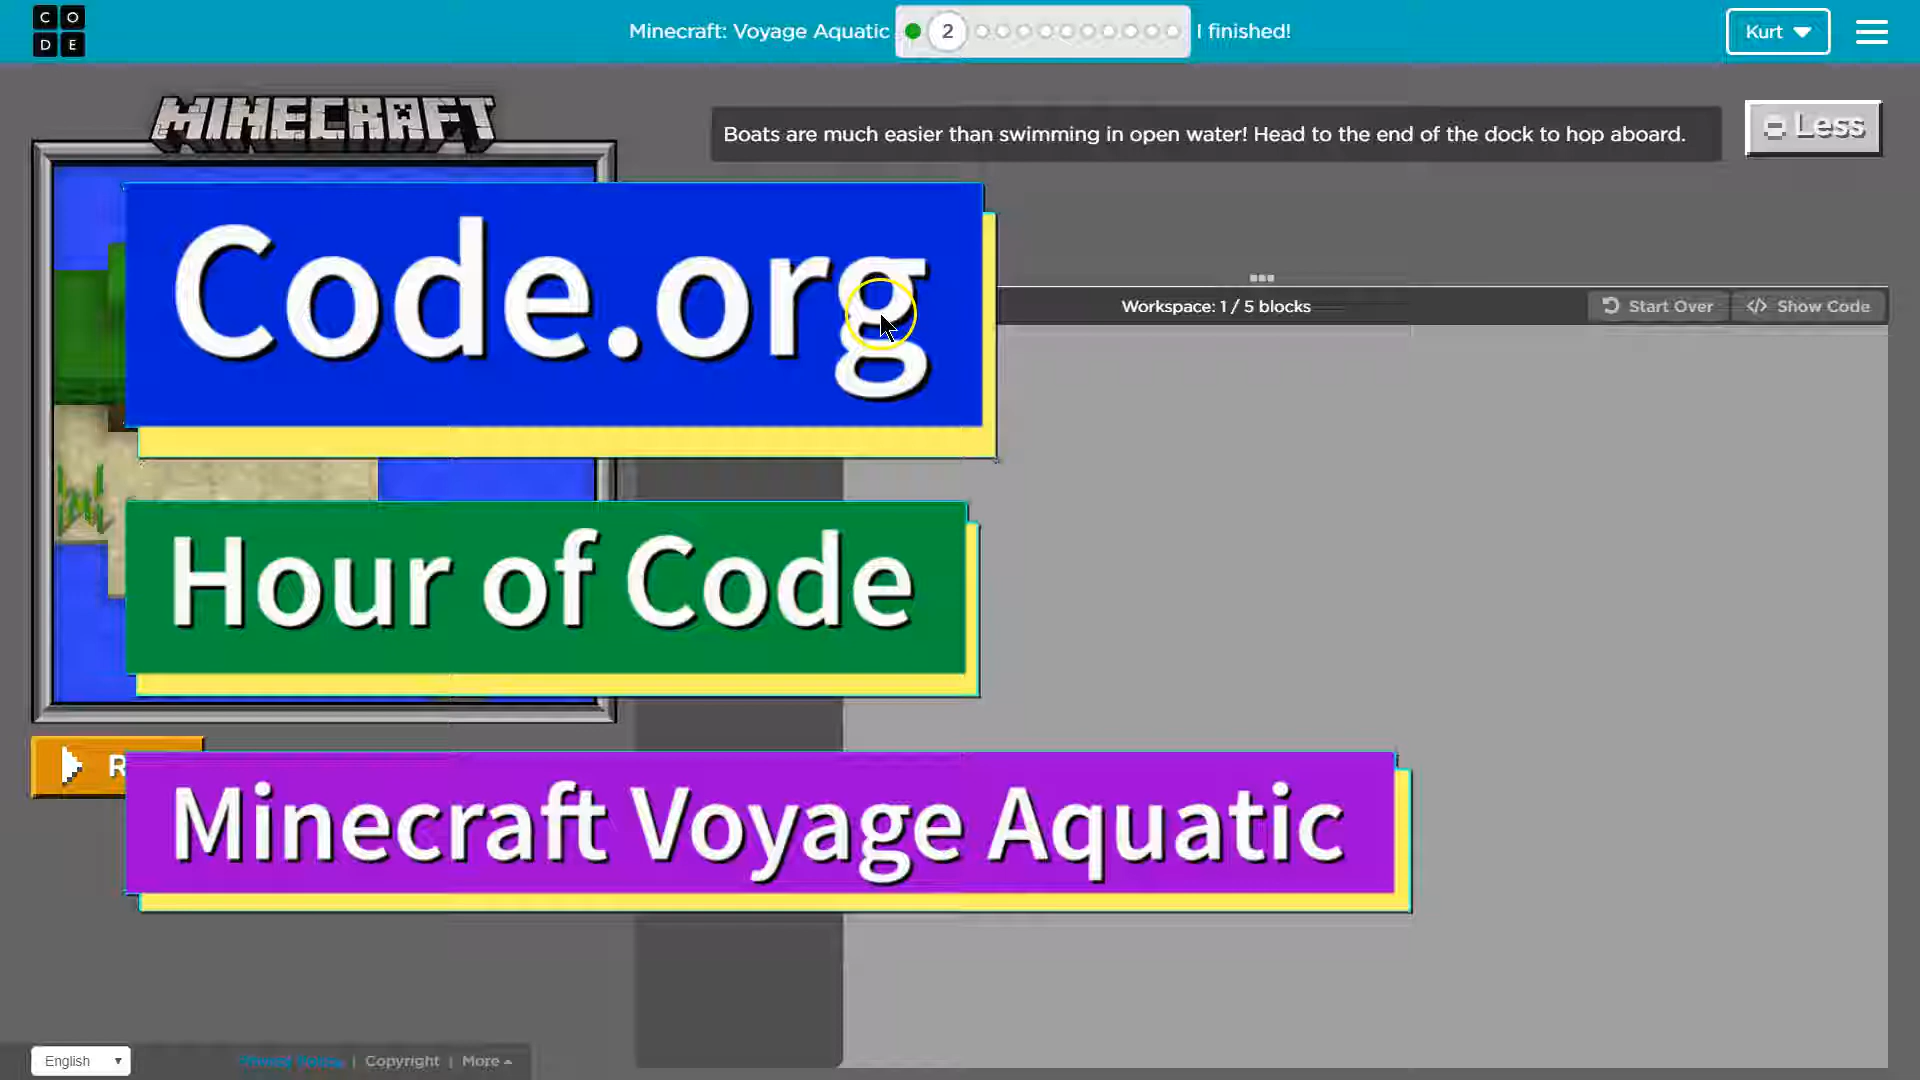 C O
D E
Minecraft: Voyage Aquatic
2
I finished!
Kurt
MINECRAFT
Boats are much easier than swimming in open water! Head to the end of the dock to hop aboard.
Less
Code.org
Workspace: 1 / 5 blocks
Start Over
Show Code
Hour of Code
R
Minecraft Voyage Aquatic
English
Privacy Policy | Copyright | More